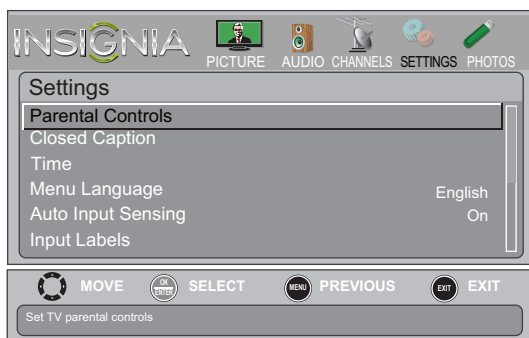 INSIGNIA
PICTURE AUDIO CHANNELS SETTINGS PHOTOS
Settings
Parental Controls
Closed Caption
Time
Menu Language English
Auto Input Sensing On
Input Labels
MOVE OK ENTER SELECT MENU PREVIOUS EXIT EXIT
Set TV parental controls